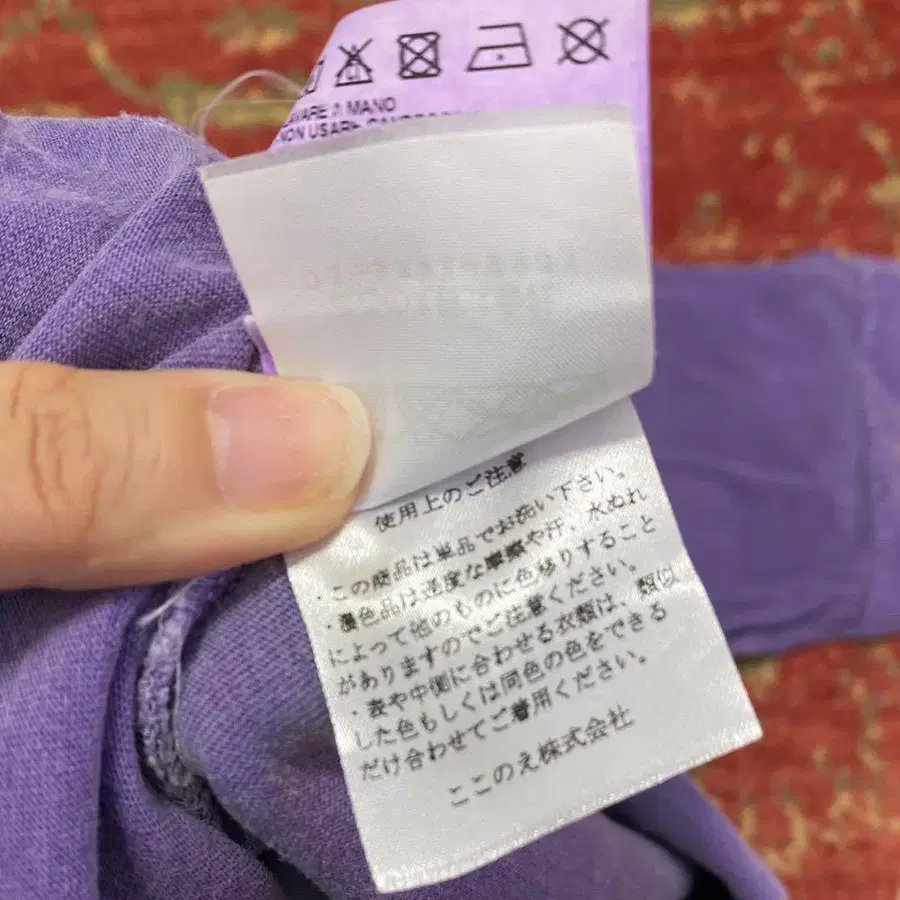 LAVARE A MANO
NON USARE
使用上のご注意
・この商品は単品でお洗い下さい。
・濃色品は過度な摩擦や汗、水ぬれ
によって他のものに色移りすること
がありますのでご注意ください。
・表や中側に合わせる衣類は、類似
した色もしくは同色の色をできる
だけ合わせてご着用ください。
ここのえ株式会社